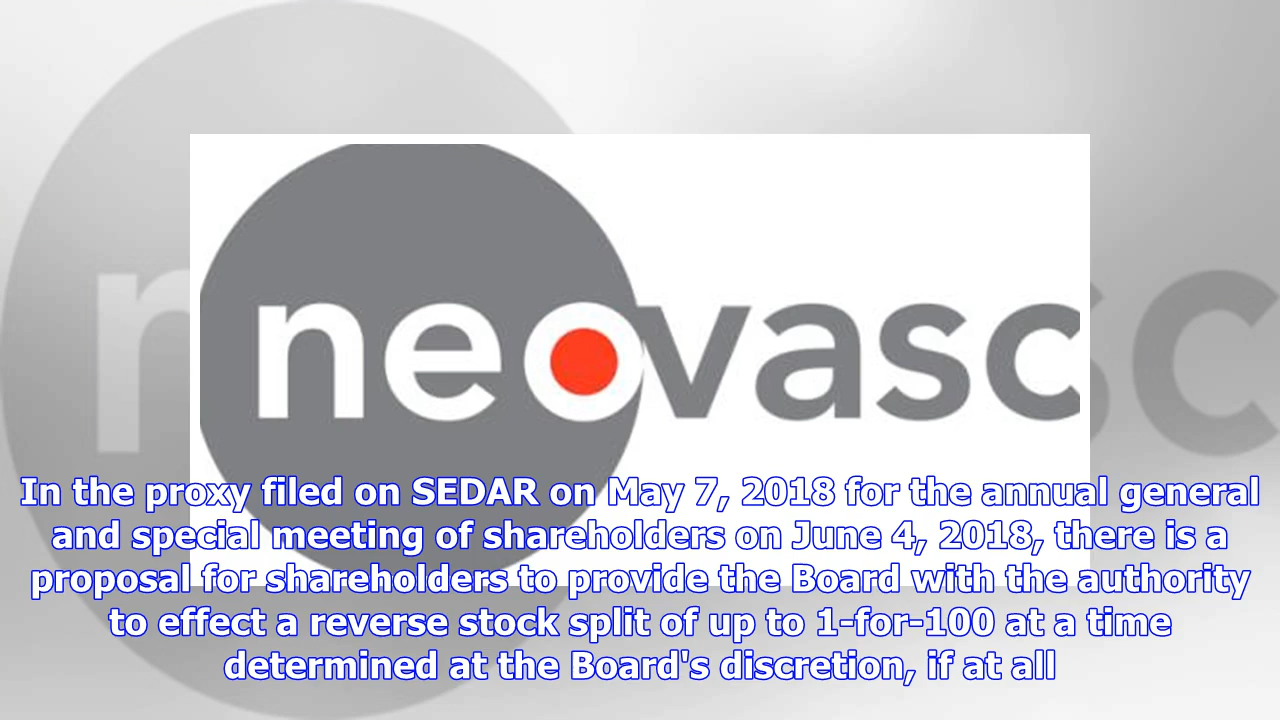 neovasc
In the proxy filed on SEDAR on May 7, 2018 for the annual general
and special meeting of shareholders on June 4, 2018, there is a
proposal for shareholders to provide the Board with the authority
to effect a reverse stock split of up to 1-for-100 at a time
determined at the Board's discretion, if at all